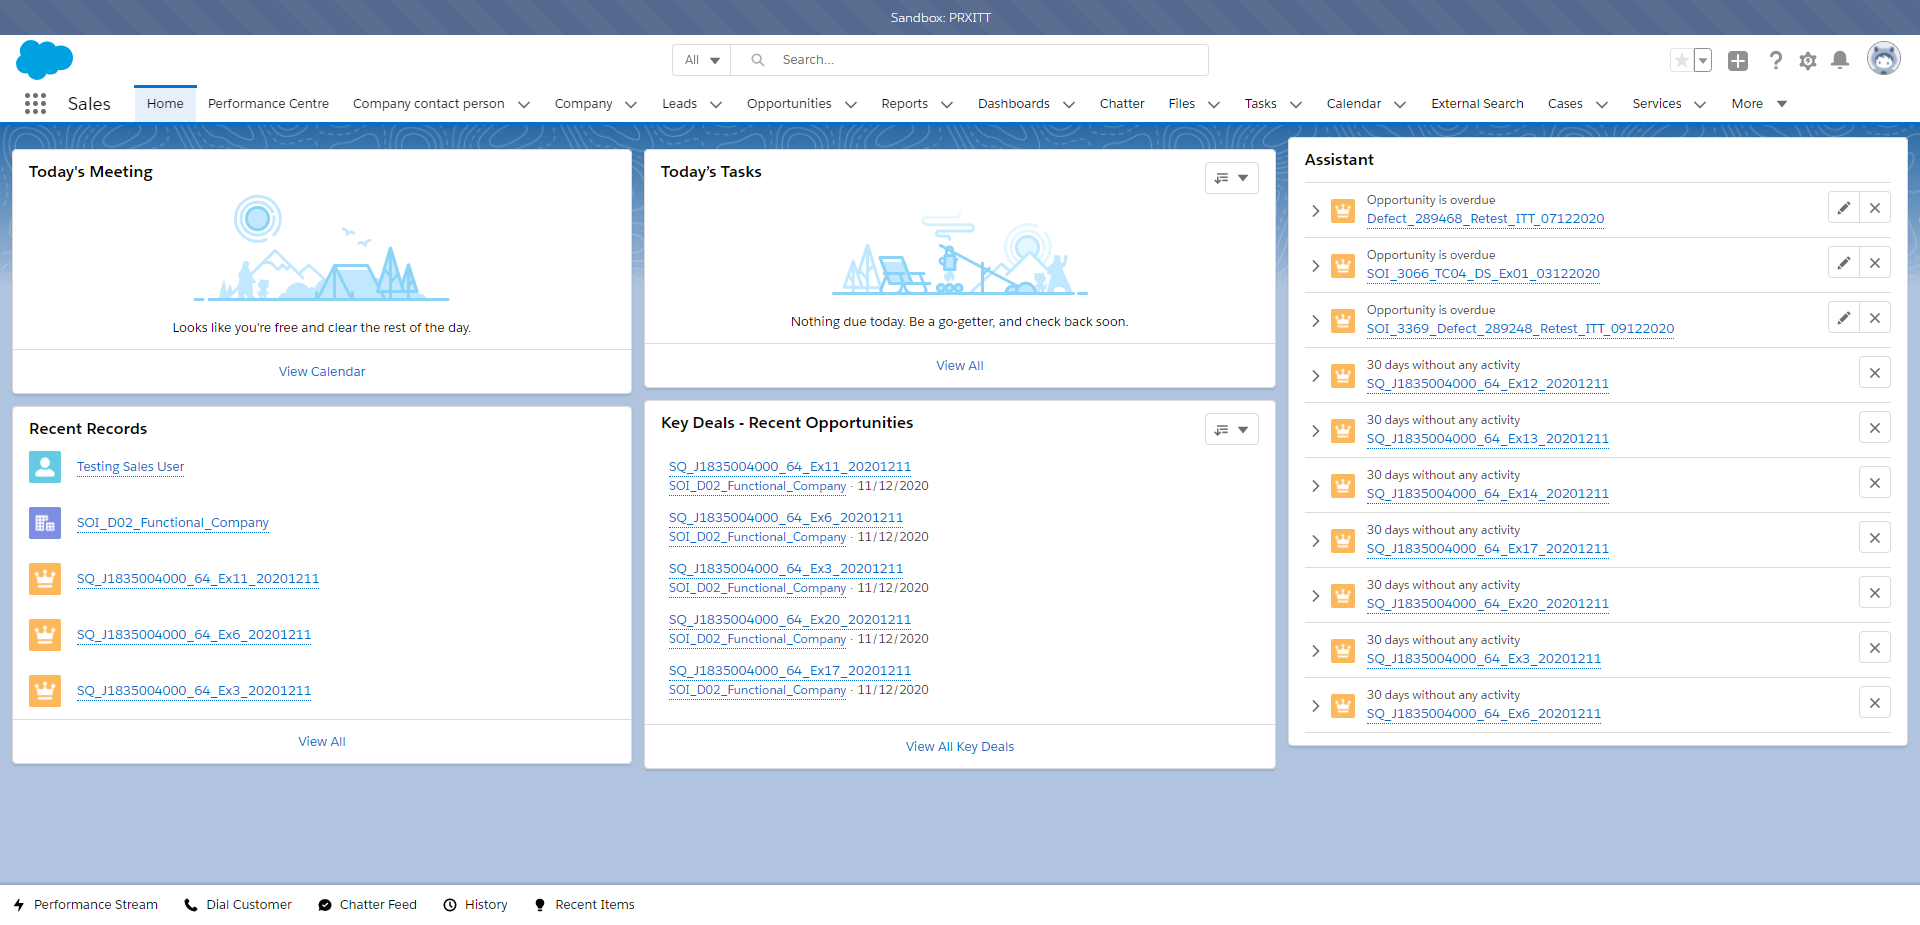 Sandbox: PRXITT
All
Search...
Sales
Home
Performance Centre
Company contact person
Company
Leads
Opportunities
Reports
Dashboards
Chatter
Files
Tasks
Calendar
External Search
Cases
Services
More
Today's Meeting
Looks like you're free and clear the rest of the day.
View Calendar
Recent Records
Testing Sales User
SOI_D02_Functional_Company
SQ_J1835004000_64_Ex11_20201211
SQ_J1835004000_64_Ex6_20201211
SQ_J1835004000_64_Ex3_20201211
View All
Today's Tasks
Nothing due today. Be a go-getter, and check back soon.
View All
Key Deals - Recent Opportunities
SQ_J1835004000_64_Ex11_20201211
SOI_D02_Functional_Company · 11/12/2020
SQ_J1835004000_64_Ex6_20201211
SOI_D02_Functional_Company · 11/12/2020
SQ_J1835004000_64_Ex3_20201211
SOI_D02_Functional_Company · 11/12/2020
SQ_J1835004000_64_Ex20_20201211
SOI_D02_Functional_Company · 11/12/2020
SQ_J1835004000_64_Ex17_20201211
SOI_D02_Functional_Company · 11/12/2020
View All Key Deals
Assistant
Opportunity is overdue
Defect_289468_Retest_ITT_07122020
Opportunity is overdue
SOI_3066_TC04_DS_Ex01_03122020
Opportunity is overdue
SOI_3369_Defect_289248_Retest_ITT_09122020
30 days without any activity
SQ_J1835004000_64_Ex12_20201211
30 days without any activity
SQ_J1835004000_64_Ex13_20201211
30 days without any activity
SQ_J1835004000_64_Ex14_20201211
30 days without any activity
SQ_J1835004000_64_Ex17_20201211
30 days without any activity
SQ_J1835004000_64_Ex20_20201211
30 days without any activity
SQ_J1835004000_64_Ex3_20201211
30 days without any activity
SQ_J1835004000_64_Ex6_20201211
Performance Stream
Dial Customer
Chatter Feed
History
Recent Items